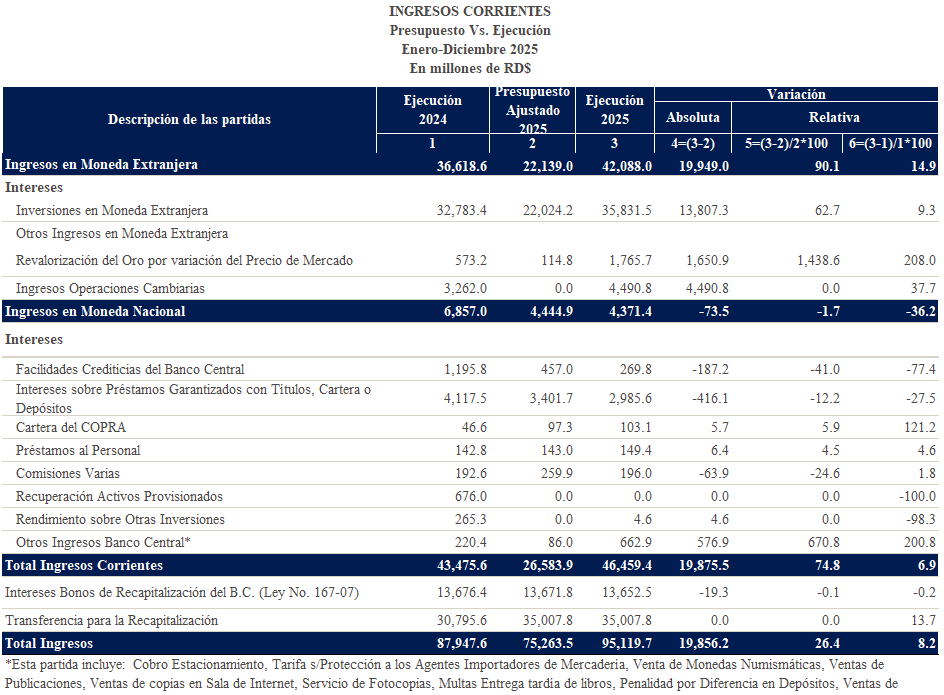 INGRESOS CORRIENTES
Presupuesto Vs. Ejecución
Enero-Diciembre 2025
En millones de RD$
Descripción de las partidas
Ejecución 2024
Presupuesto Ajustado 2025
Ejecución 2025
Variación
Absoluta
Relativa
1 2 3 4=(3-2) 5=(3-2)/2*100 6=(3-1)/1*100
Ingresos en Moneda Extranjera 36,618.6 22,139.0 42,088.0 19,949.0 90.1 14.9
Intereses
Inversiones en Moneda Extranjera 32,783.4 22,024.2 35,831.5 13,807.3 62.7 9.3
Otros Ingresos en Moneda Extranjera
Revalorización del Oro por variación del Precio de Mercado 573.2 114.8 1,765.7 1,650.9 1,438.6 208.0
Ingresos Operaciones Cambiarias 3,262.0 0.0 4,490.8 4,490.8 0.0 37.7
Ingresos en Moneda Nacional 6,857.0 4,444.9 4,371.4 -73.5 -1.7 -36.2
Intereses
Facilidades Crediticias del Banco Central 1,195.8 457.0 269.8 -187.2 -41.0 -77.4
Intereses sobre Préstamos Garantizados con Títulos, Cartera o
Depósitos 4,117.5 3,401.7 2,985.6 -416.1 -12.2 -27.5
Cartera del COPRA 46.6 97.3 103.1 5.7 5.9 121.2
Préstamos al Personal 142.8 143.0 149.4 6.4 4.5 4.6
Comisiones Varias 192.6 259.9 196.0 -63.9 -24.6 1.8
Recuperación Activos Provisionados 676.0 0.0 0.0 0.0 0.0 -100.0
Rendimiento sobre Otras Inversiones 265.3 0.0 4.6 4.6 0.0 -98.3
Otros Ingresos Banco Central* 220.4 86.0 662.9 576.9 670.8 200.8
Total Ingresos Corrientes 43,475.6 26,583.9 46,459.4 19,875.5 74.8 6.9
Intereses Bonos de Recapitalización del B.C. (Ley No. 167-07) 13,676.4 13,671.8 13,652.5 -19.3 -0.1 -0.2
Transferencia para la Recapitalización 30,795.6 35,007.8 35,007.8 0.0 0.0 13.7
Total Ingresos 87,947.6 75,263.5 95,119.7 19,856.2 26.4 8.2
*Esta partida incluye: Cobro Estacionamiento, Tarifa s/Protección a los Agentes Importadores de Mercadería, Venta de Monedas Numismáticas, Ventas de
Publicaciones, Ventas de copias en Sala de Internet, Servicio de Fotocopias, Multas Entrega tardía de libros, Penalidad por Diferencia en Depósitos, Ventas de